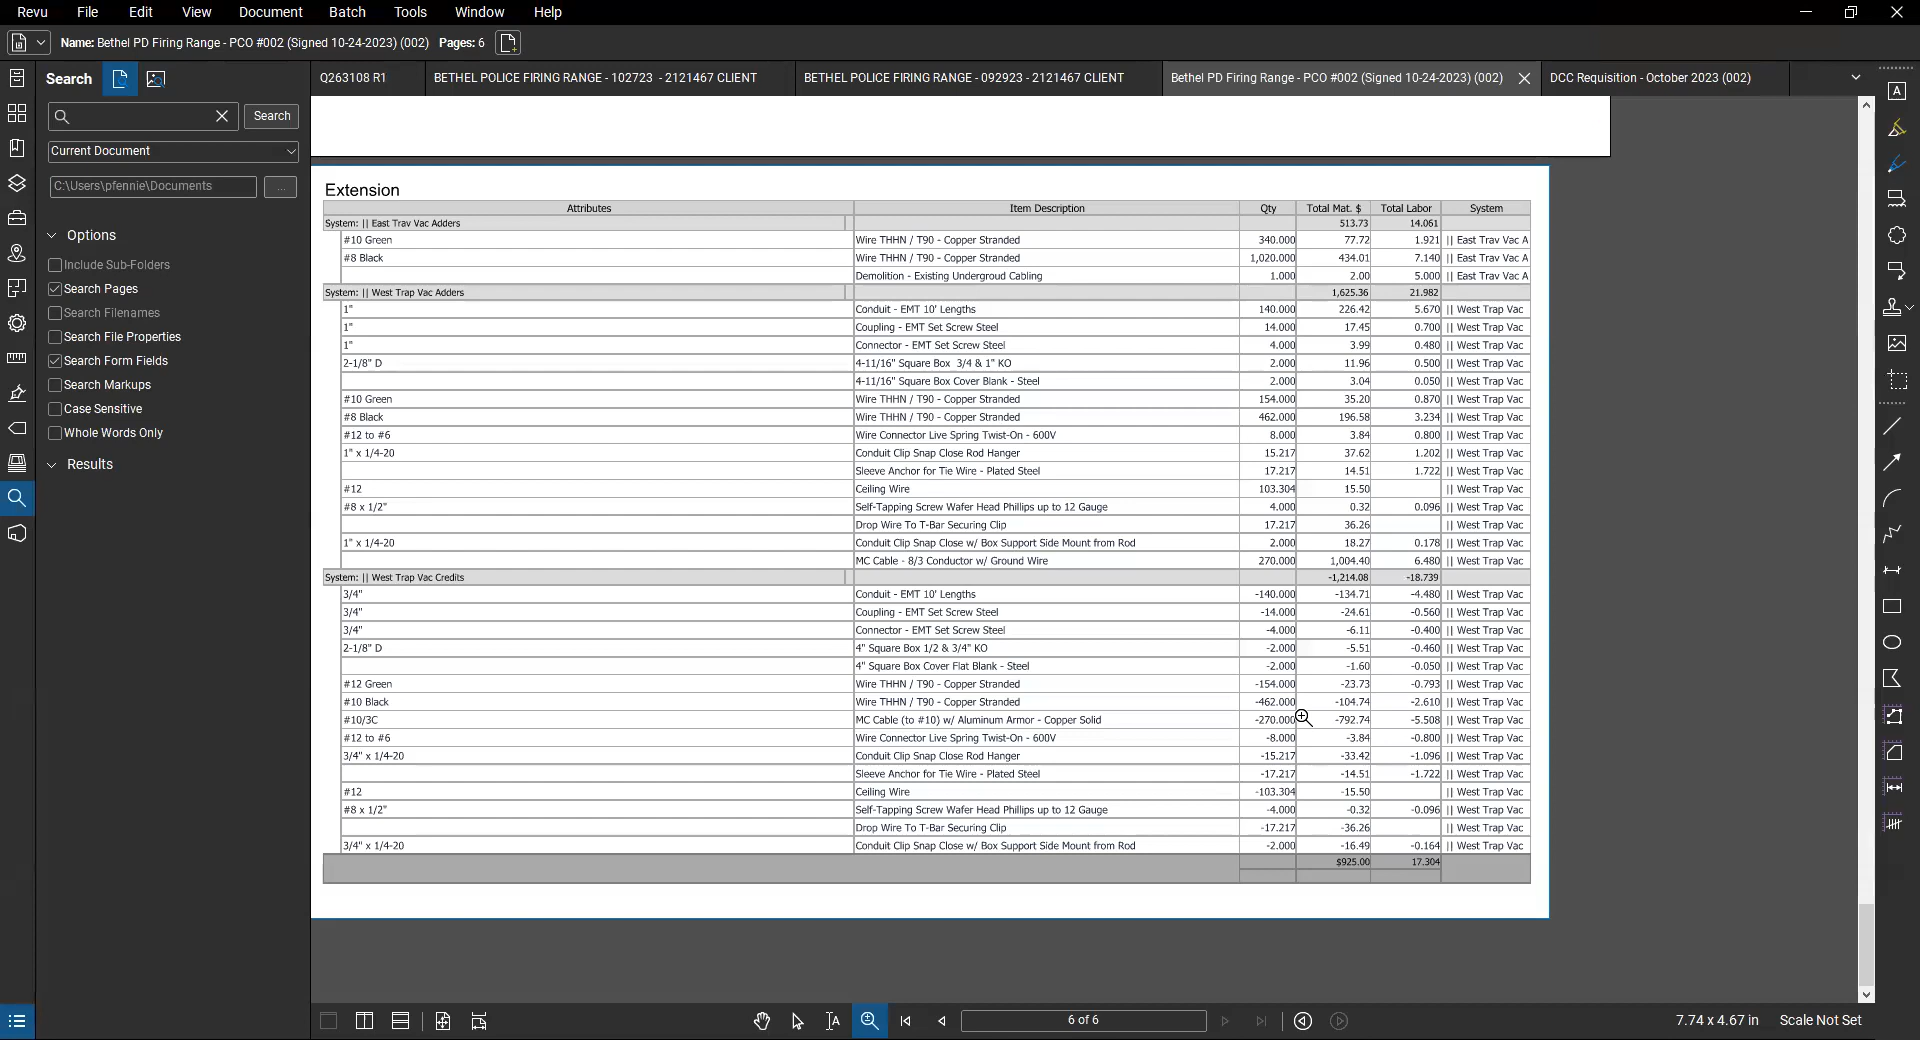 Revu File Edit View Document Batch Tools Window Help
Name: Bethel PD Firing Range - PCO #002 (Signed 10-24-2023) (002) Pages: 6
Search
Q263108 R1 BETHEL POLICE FIRING RANGE - 102723 - 2121467 CLIENT BETHEL POLICE FIRING RANGE - 092923 - 2121467 CLIENT Bethel PD Firing Range - PCO #002 (Signed 10-24-2023) (002) DCC Requisition - October 2023 (002)
Search
Current Document
C:\Users\pfennie\Documents ...
Options
Include Sub-Folders
Search Pages
Search Filenames
Search File Properties
Search Form Fields
Search Markups
Case Sensitive
Whole Words Only
Results
Extension
Attributes Item Description Qty Total Mat. $ Total Labor System
System: || East Trav Vac Adders 513.73 14.061
#10 Green Wire THHN / T90 - Copper Stranded 340.000 77.72 1.921 || East Trav Vac A
#8 Black Wire THHN / T90 - Copper Stranded 1,020.000 434.01 7.140 || East Trav Vac A
Demolition - Existing Undergroud Cabling 1.000 2.00 5.000 || East Trav Vac A
System: || West Trap Vac Adders 1,625.36 21.982
1" Conduit - EMT 10' Lengths 140.000 226.42 5.670 || West Trap Vac
1" Coupling - EMT Set Screw Steel 14.000 17.45 0.700 || West Trap Vac
1" Connector - EMT Set Screw Steel 4.000 3.99 0.480 || West Trap Vac
2-1/8" D 4-11/16" Square Box 3/4 & 1" KO 2.000 11.96 0.500 || West Trap Vac
4-11/16" Square Box Cover Blank - Steel 2.000 3.04 0.050 || West Trap Vac
#10 Green Wire THHN / T90 - Copper Stranded 154.000 35.20 0.870 || West Trap Vac
#8 Black Wire THHN / T90 - Copper Stranded 462.000 196.58 3.234 || West Trap Vac
#12 to #6 Wire Connector Live Spring Twist-On - 600V 8.000 3.84 0.800 || West Trap Vac
1" x 1/4-20 Conduit Clip Snap Close Rod Hanger 15.217 37.62 1.202 || West Trap Vac
Sleeve Anchor for Tie Wire - Plated Steel 17.217 14.51 1.722 || West Trap Vac
#12 Ceiling Wire 103.304 15.50 || West Trap Vac
#8 x 1/2" Self-Tapping Screw Wafer Head Phillips up to 12 Gauge 4.000 0.32 0.096 || West Trap Vac
Drop Wire To T-Bar Securing Clip 17.217 36.26 || West Trap Vac
1" x 1/4-20 Conduit Clip Snap Close w/ Box Support Side Mount from Rod 2.000 18.27 0.178 || West Trap Vac
MC Cable - 8/3 Conductor w/ Ground Wire 270.000 1,004.40 6.480 || West Trap Vac
System: || West Trap Vac Credits -1,214.08 -18.739
3/4" Conduit - EMT 10' Lengths -140.000 -134.71 -4.480 || West Trap Vac
3/4" Coupling - EMT Set Screw Steel -14.000 -24.61 -0.560 || West Trap Vac
3/4" Connector - EMT Set Screw Steel -4.000 -6.11 -0.400 || West Trap Vac
2-1/8" D 4" Square Box 1/2 & 3/4" KO -2.000 -5.51 -0.460 || West Trap Vac
4" Square Box Cover Flat Blank - Steel -2.000 -1.60 -0.050 || West Trap Vac
#12 Green Wire THHN / T90 - Copper Stranded -154.000 -23.73 -0.793 || West Trap Vac
#10 Black Wire THHN / T90 - Copper Stranded -462.000 -104.74 -2.610 || West Trap Vac
#10/3C MC Cable (to #10) w/ Aluminum Armor - Copper Solid -270.000 -792.74 -5.508 || West Trap Vac
#12 to #6 Wire Connector Live Spring Twist-On - 600V -8.000 -3.84 -0.800 || West Trap Vac
3/4" x 1/4-20 Conduit Clip Snap Close Rod Hanger -15.217 -33.42 -1.096 || West Trap Vac
Sleeve Anchor for Tie Wire - Plated Steel -17.217 -14.51 -1.722 || West Trap Vac
#12 Ceiling Wire -103.304 -15.50 || West Trap Vac
#8 x 1/2" Self-Tapping Screw Wafer Head Phillips up to 12 Gauge -4.000 -0.32 -0.096 || West Trap Vac
Drop Wire To T-Bar Securing Clip -17.217 -36.26 || West Trap Vac
3/4" x 1/4-20 Conduit Clip Snap Close w/ Box Support Side Mount from Rod -2.000 -16.49 -0.164 || West Trap Vac
$925.00 17.304
6 of 6 7.74 x 4.67 in Scale Not Set